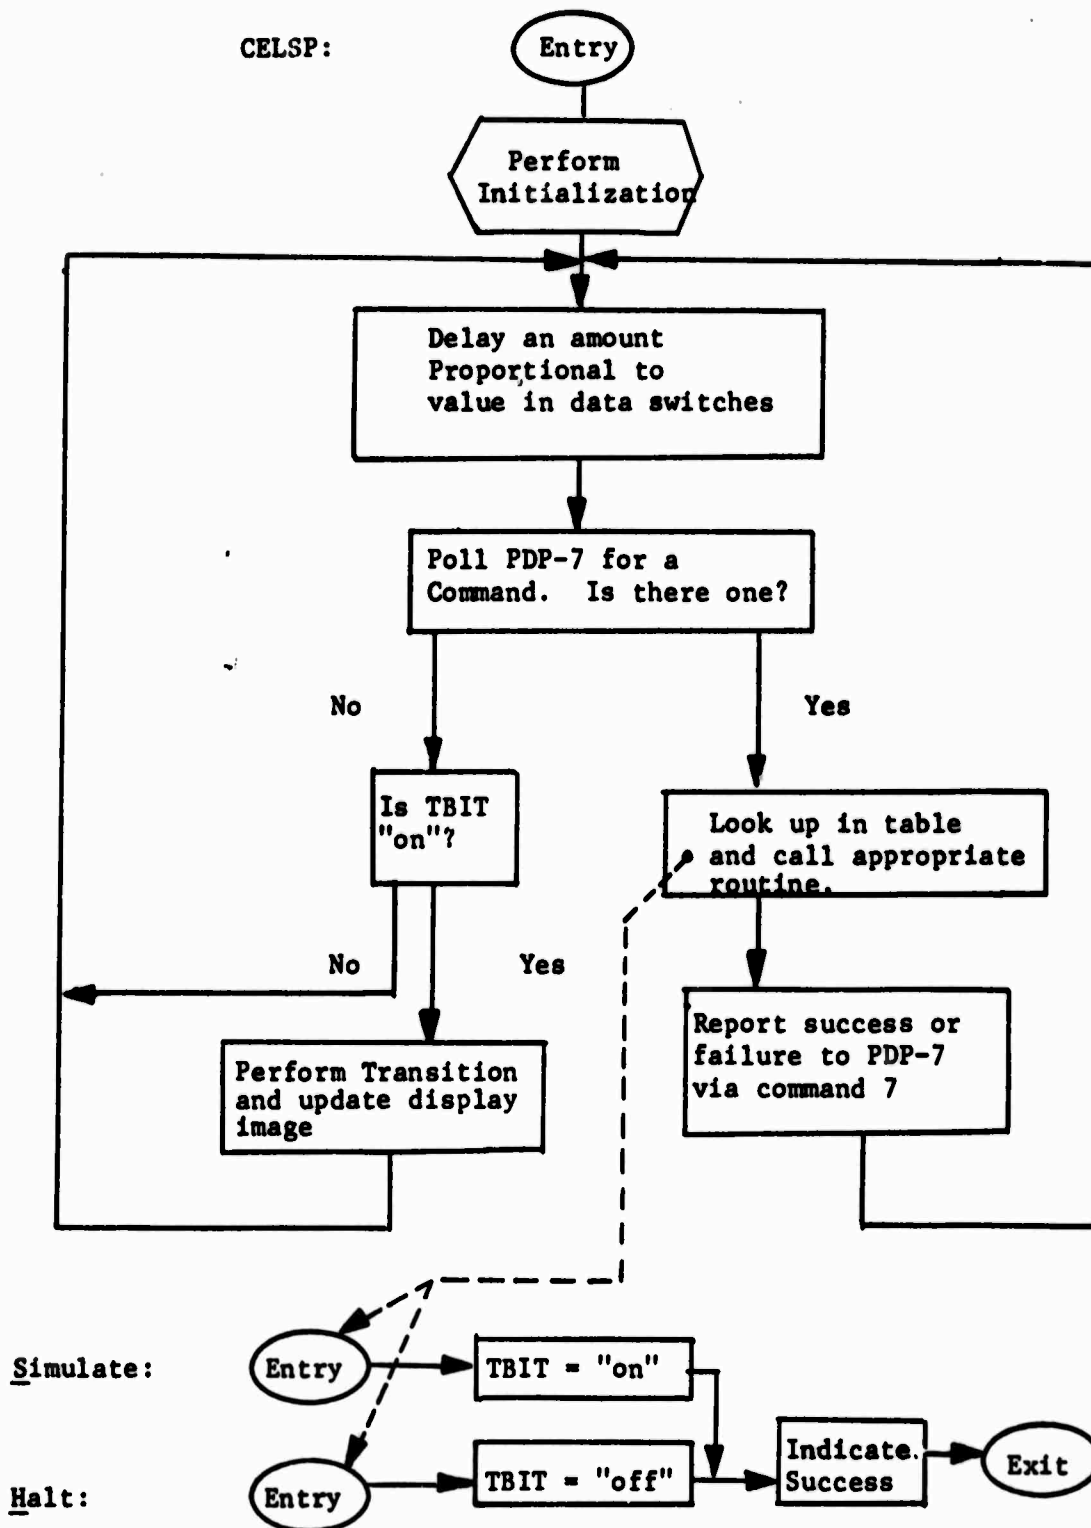 CELSP:
Entry
Perform
Initialization
Delay an amount
Proportional to
value in data switches
Poll PDP-7 for a
Command. Is there one?
No
Yes
Is TBIT
"on"?
Look up in table
and call appropriate
routine.
No
Yes
Report success or
failure to PDP-7
via command 7
Perform Transition
and update display
image
Simulate:
Entry
TBIT = "on"
Halt:
Entry
TBIT = "off"
Indicate.
Success
Exit